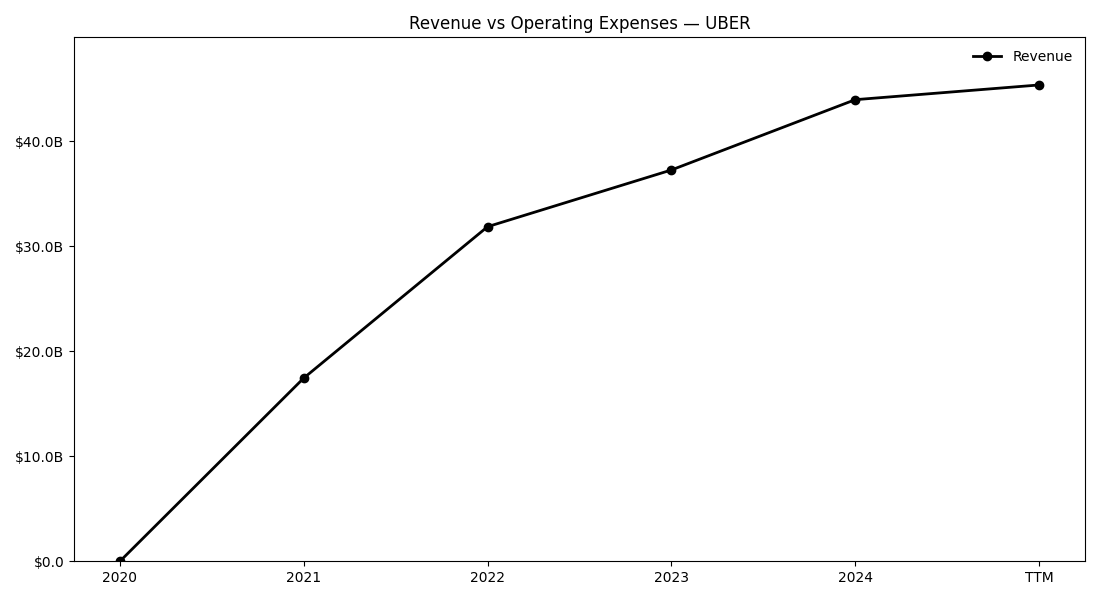 Revenue vs Operating Expenses — UBER
Revenue
$40.0B
$30.0B
$20.0B
$10.0B
$0.0
2020 2021 2022 2023 2024 TTM